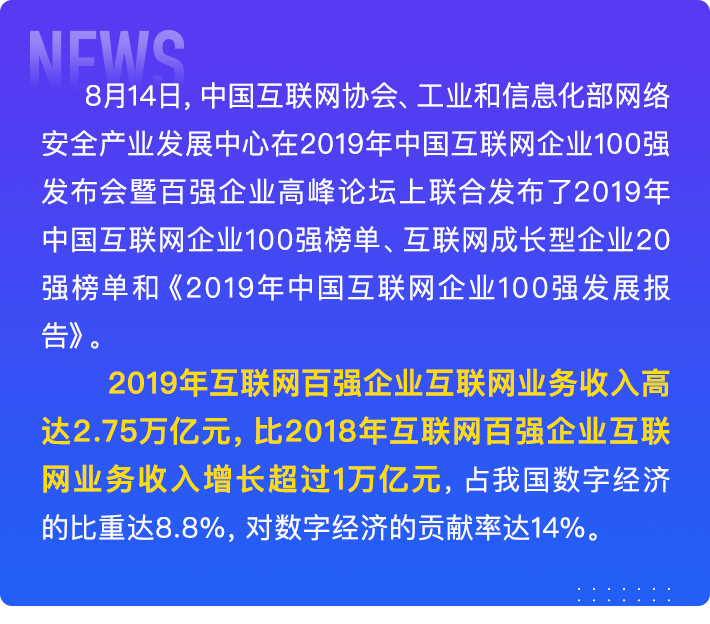 NEWS
8月14日，中国互联网协会、工业和信息化部网络
安全产业发展中心在2019年中国互联网企业100强
发布会暨百强企业高峰论坛上联合发布了2019年
中国互联网企业100强榜单、互联网成长型企业20
强榜单和《2019年中国互联网企业100强发展报
告》。
2019年互联网百强企业互联网业务收入高
达2.75万亿元，比2018年互联网百强企业互联
网业务收入增长超过1万亿元，占我国数字经济
的比重达8.8%，对数字经济的贡献率达14%。